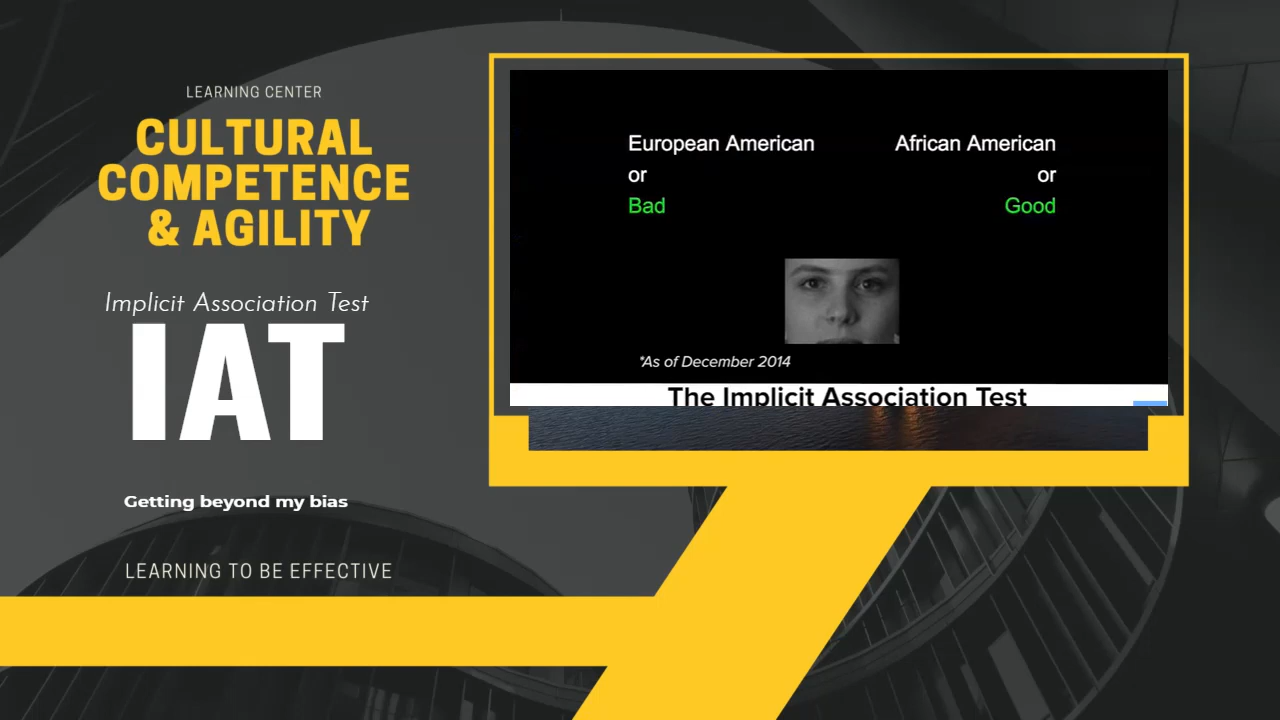 LEARNING CENTER
CULTURAL
COMPETENCE
& AGILITY
Implicit Association Test
IAT
Getting beyond my bias
LEARNING TO BE EFFECTIVE
European American
or
Bad
African American
or
Good
*As of December 2014
The Implicit Association Test